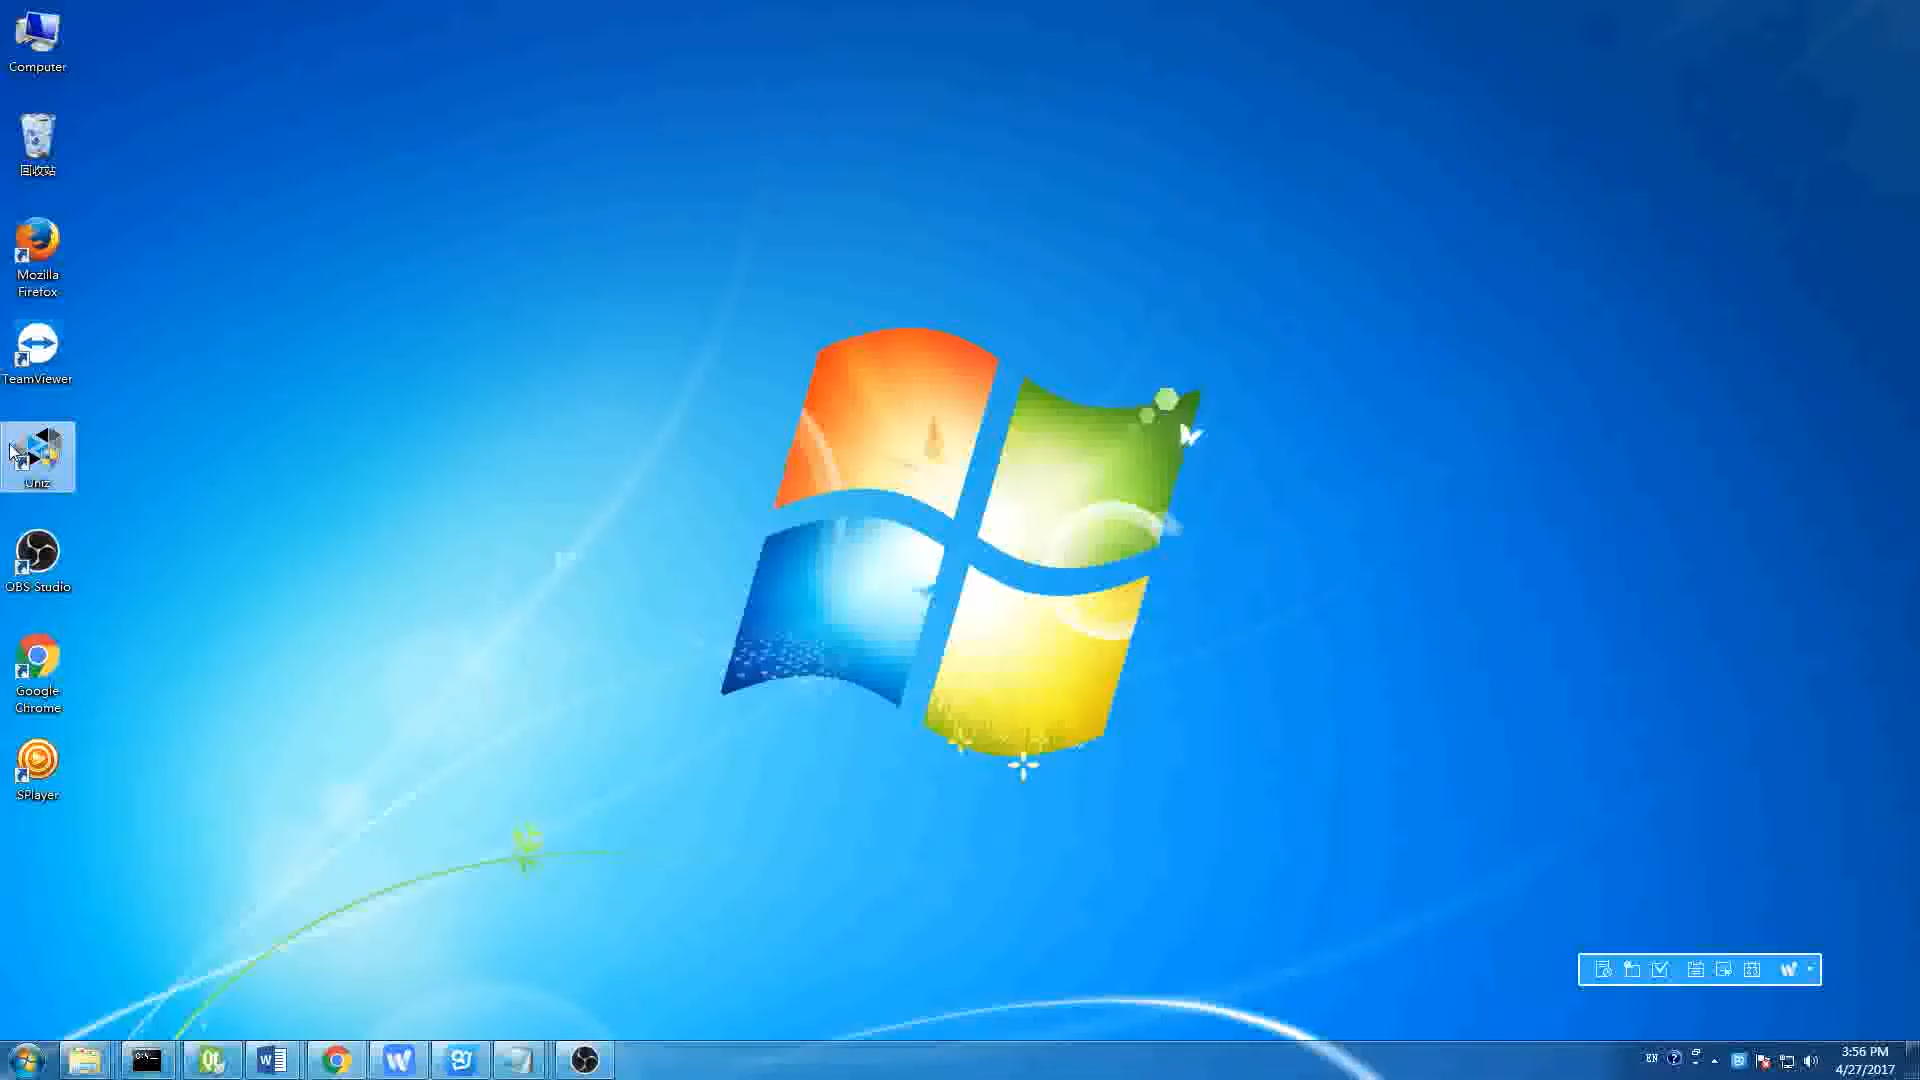 Computer
回收站
Mozilla
Firefox
TeamViewer
Uniz
OBS Studio
Google
Chrome
SPlayer
EN
3:56 PM
4/27/2017